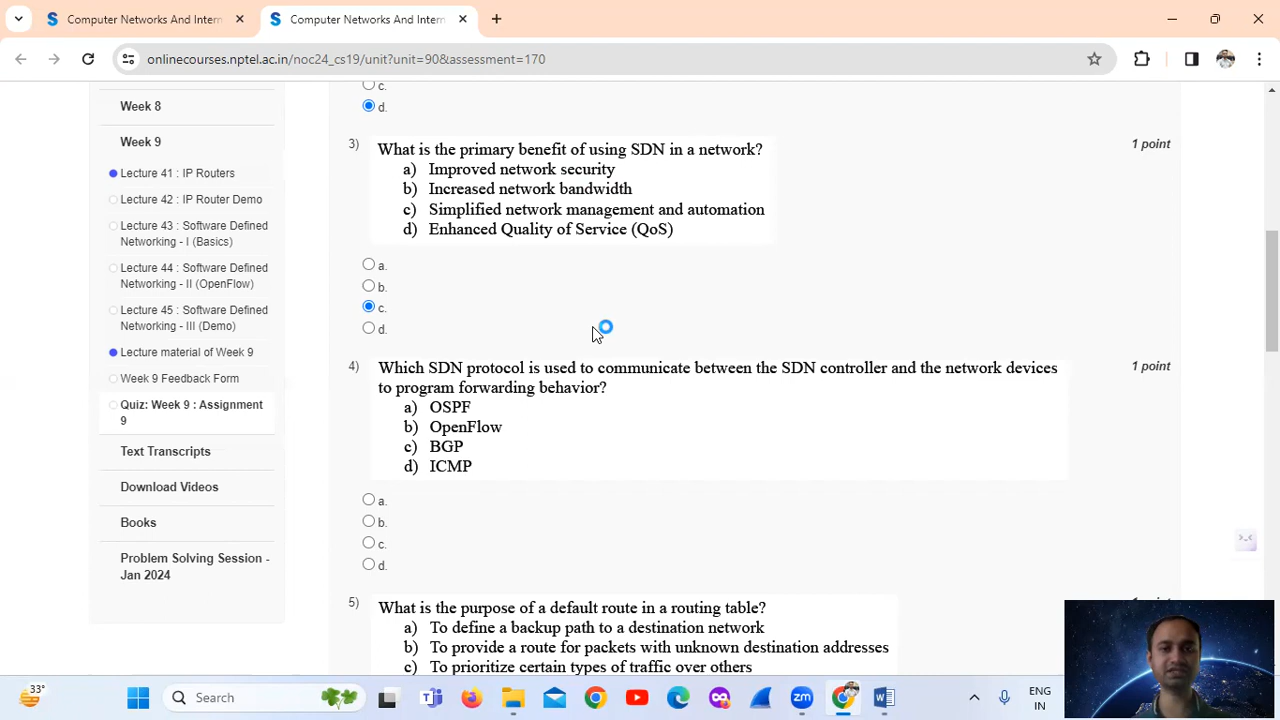 Computer Networks And Intern
Computer Networks And Intern
onlinecourses.nptel.ac.in/noc24_cs19/unit?unit=90&assessment=170
Week 8
Week 9
Lecture 41 : IP Routers
Lecture 42 : IP Router Demo
Lecture 43 : Software Defined
Networking - I (Basics)
Lecture 44 : Software Defined
Networking - II (OpenFlow)
Lecture 45 : Software Defined
Networking - III (Demo)
Lecture material of Week 9
Week 9 Feedback Form
Quiz: Week 9 : Assignment
9
Text Transcripts
Download Videos
Books
Problem Solving Session -
Jan 2024
c.
d.
3) What is the primary benefit of using SDN in a network? 1 point
a) Improved network security
b) Increased network bandwidth
c) Simplified network management and automation
d) Enhanced Quality of Service (QoS)
a.
b.
c.
d.
4) Which SDN protocol is used to communicate between the SDN controller and the network devices 1 point
to program forwarding behavior?
a) OSPF
b) OpenFlow
c) BGP
d) ICMP
a.
b.
c.
d.
5) What is the purpose of a default route in a routing table?
a) To define a backup path to a destination network
b) To provide a route for packets with unknown destination addresses
c) To prioritize certain types of traffic over others
33°
Search
ENG
IN